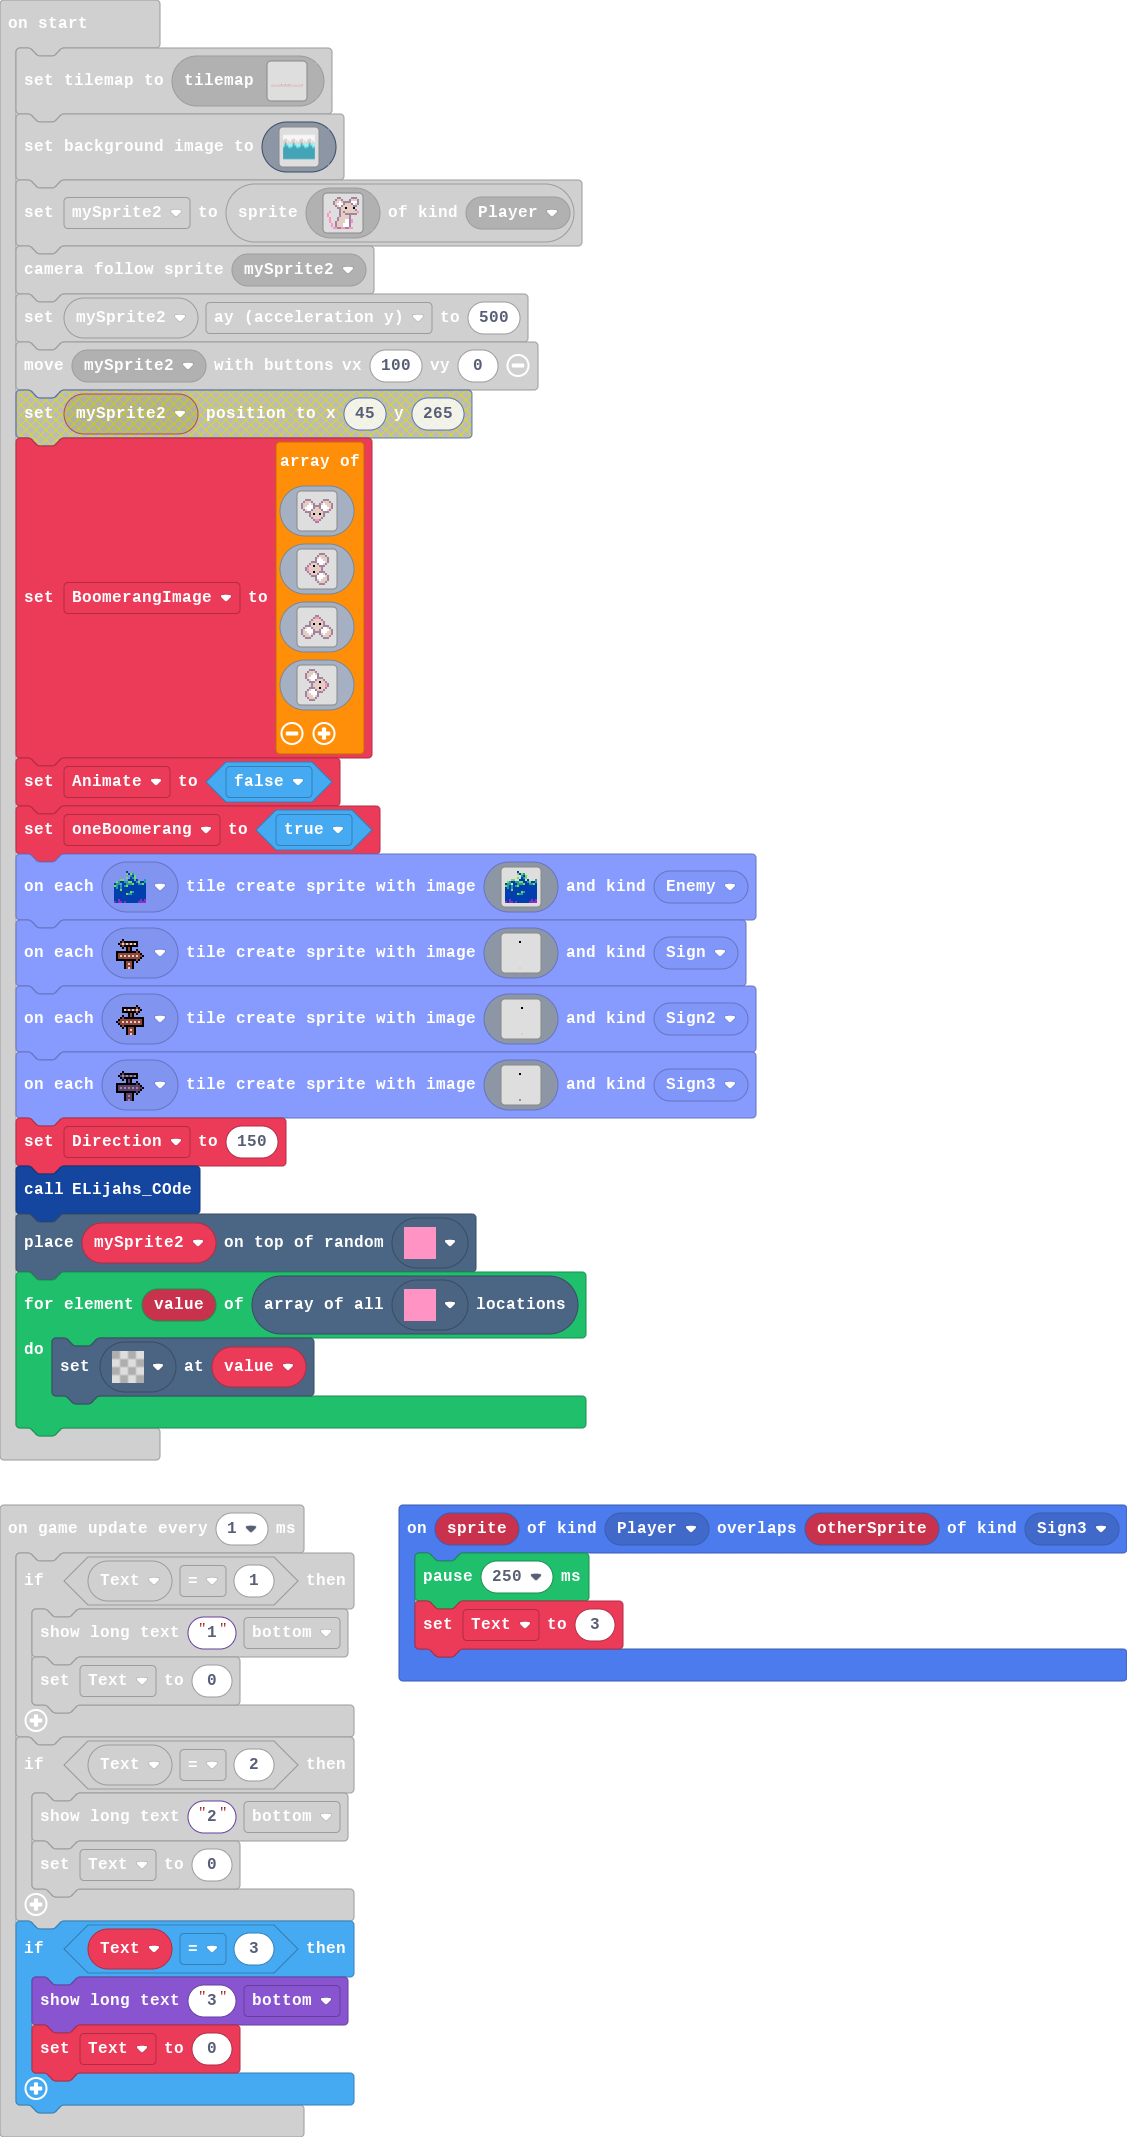 on start
set tilemap to tilemap
set background image to
set mySprite2 to sprite of kind Player
camera follow sprite mySprite2
set mySprite2 ay (acceleration y) to 500
move mySprite2 with buttons vx 100 vy 0
set mySprite2 position to x 45 y 265
array of
set BoomerangImage to
set Animate to false
set oneBoomerang to true
on each tile create sprite with image and kind Enemy
on each tile create sprite with image and kind Sign
on each tile create sprite with image and kind Sign2
on each tile create sprite with image and kind Sign3
set Direction to 150
call ELijahs_COde
place mySprite2 on top of random
for element value of array of all locations
do
set at value
on game update every 1 ms
if Text = 1 then
show long text "1" bottom
set Text to 0
if Text = 2 then
show long text "2" bottom
set Text to 0
if Text = 3 then
show long text "3" bottom
set Text to 0
on sprite of kind Player overlaps otherSprite of kind Sign3
pause 250 ms
set Text to 3